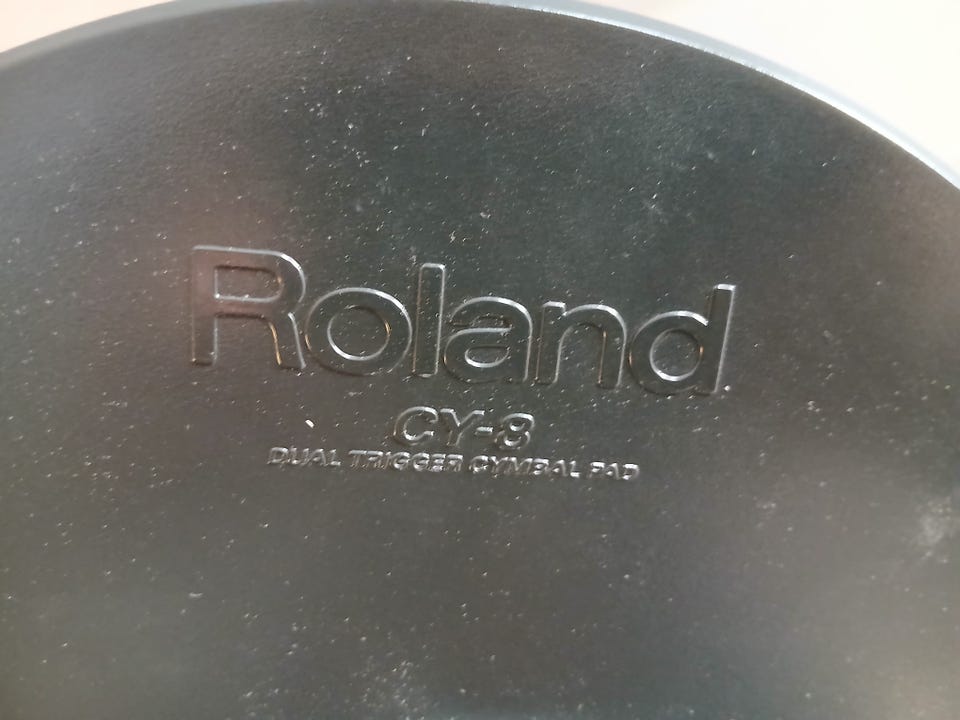 Roland
CY-8
DUAL TRIGGER CYMBAL PAD